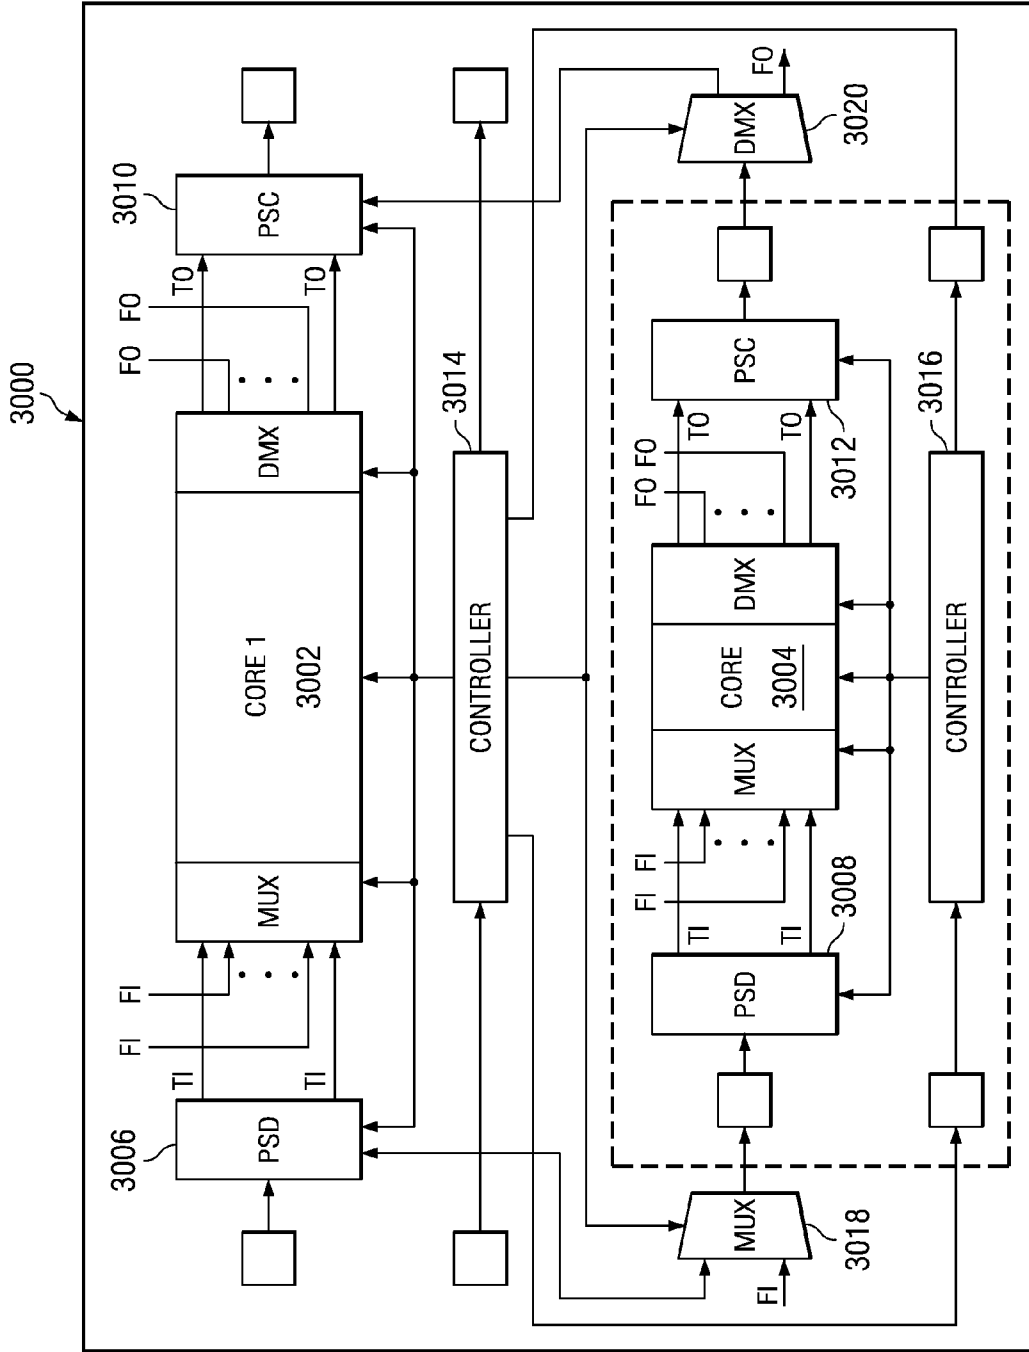 3000
3006
FI
FI
FO
FO
3010
TI
TO
PSD
MUX
CORE 1
3002
DMX
PSC
TI
TO
3014
CONTROLLER
FI
FI
FO
FO
TI
TO
MUX
PSD
MUX
CORE
3004
DMX
PSC
DMX
FO
FI
TI
TO
3018
3008
3012
3020
3016
CONTROLLER